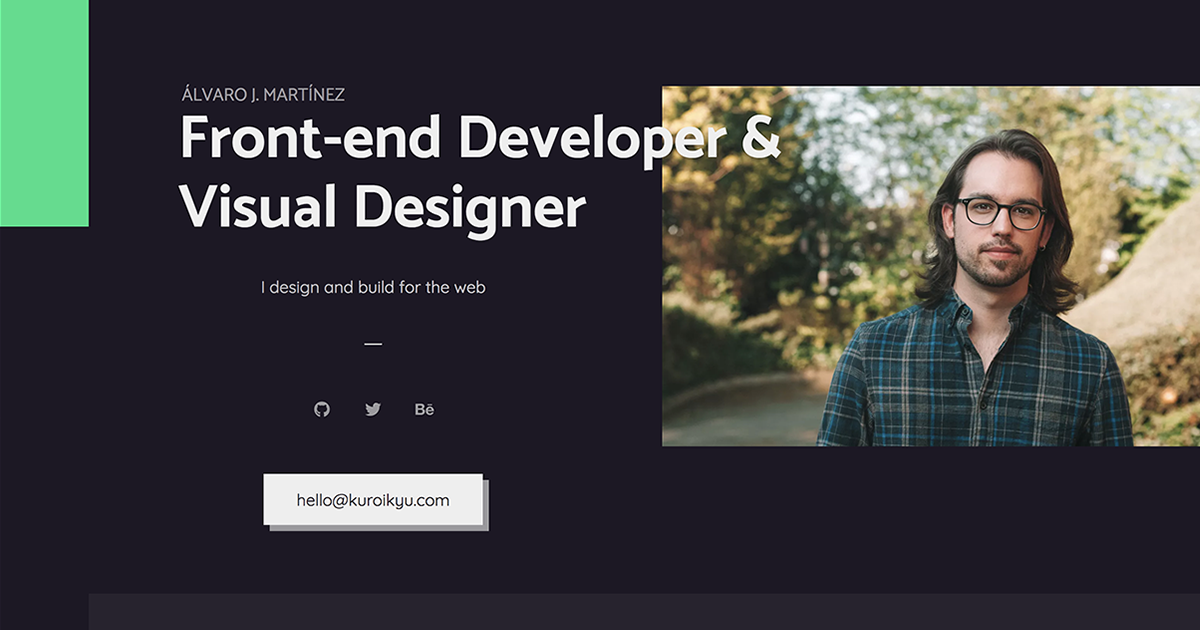 ÁLVARO J. MARTÍNEZ
Front-end Developer &
Visual Designer
I design and build for the web
Bē
hello@kuroikyu.com